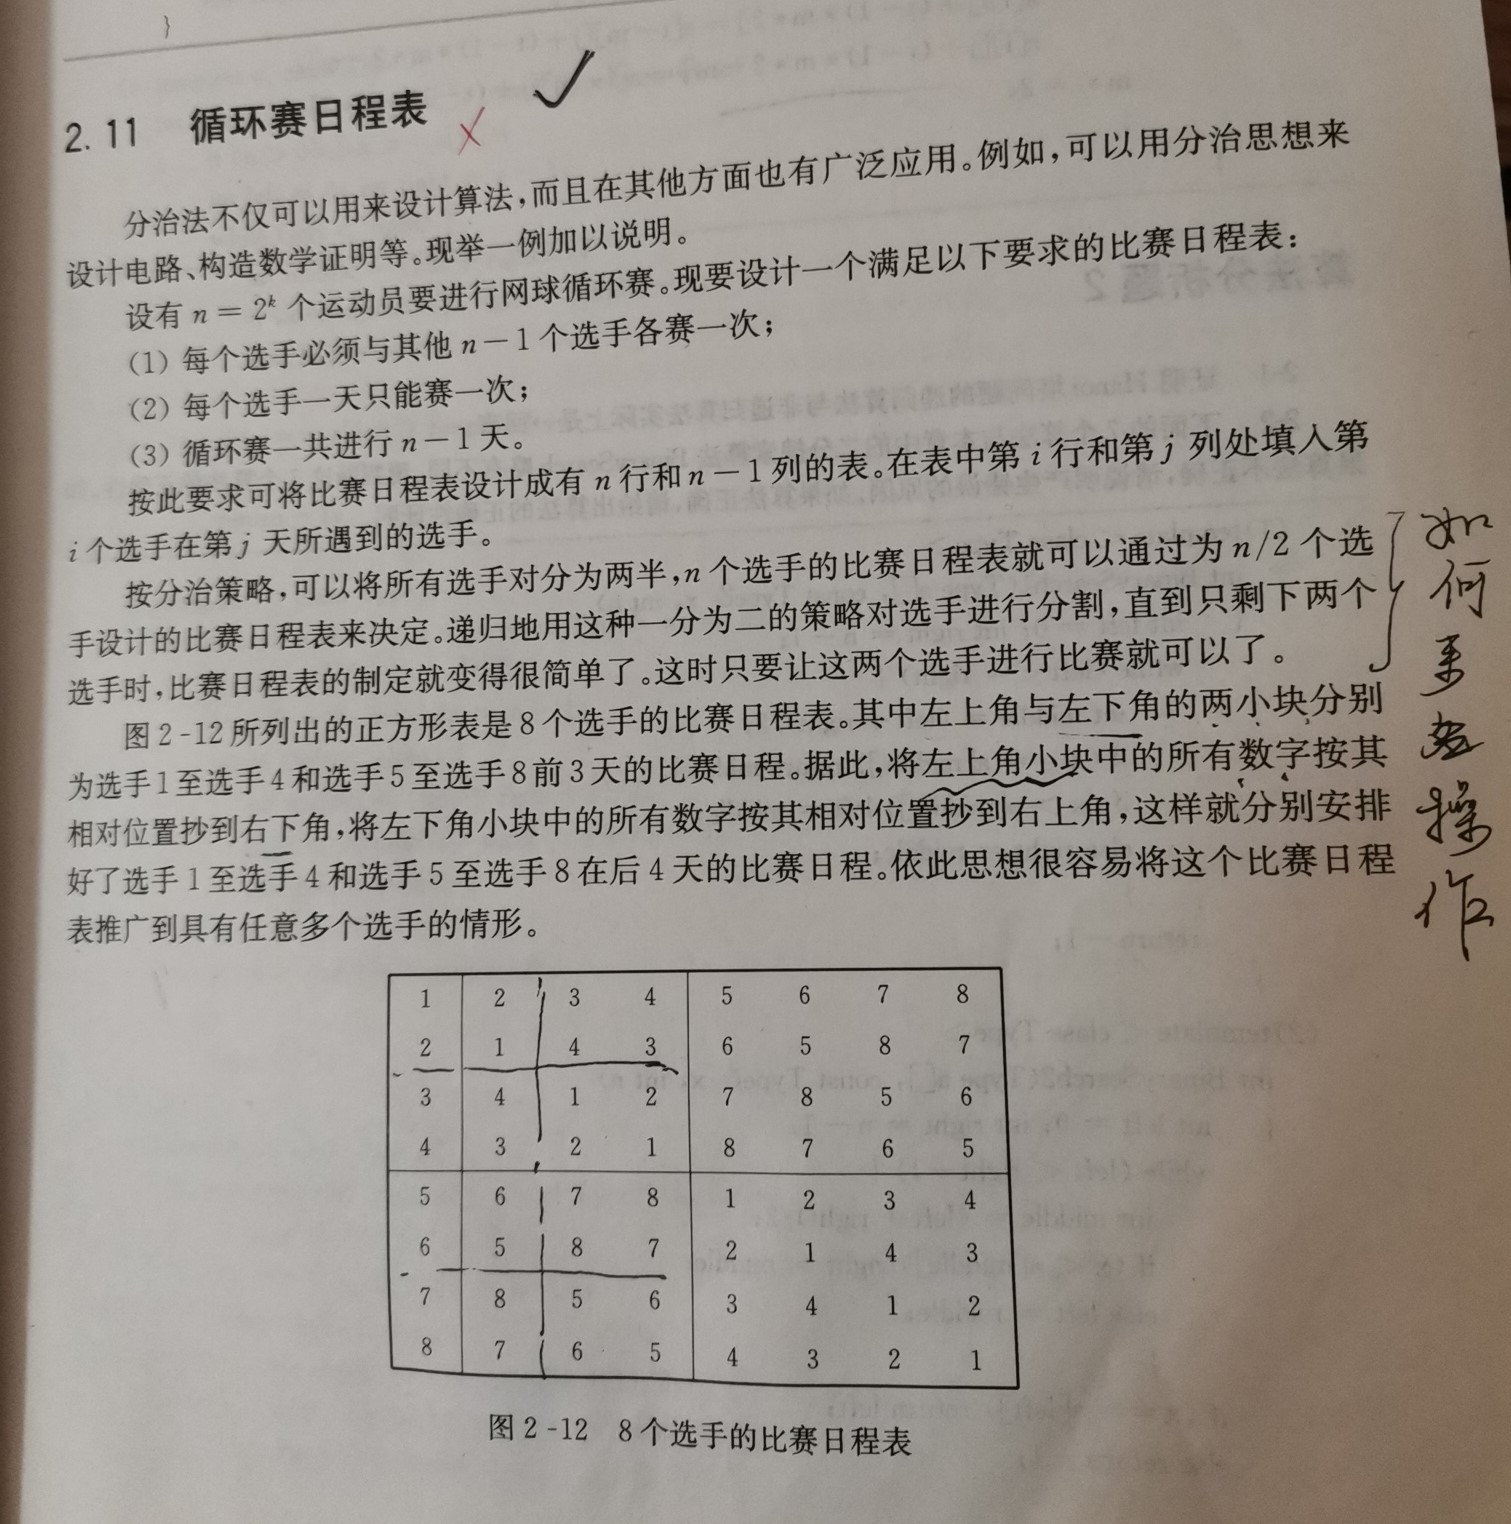 }
2.11 循环赛日程表
分治法不仅可以用来设计算法,而且在其他方面也有广泛应用。例如,可以用分治思想来
设计电路、构造数学证明等。现举一例加以说明。
设有 n = 2^k 个运动员要进行网球循环赛。现要设计一个满足以下要求的比赛日程表:
(1) 每个选手必须与其他 n-1 个选手各赛一次;
(2) 每个选手一天只能赛一次;
(3) 循环赛一共进行 n-1 天。
按此要求可将比赛日程表设计成有 n 行和 n-1 列的表。在表中第 i 行和第 j 列处填入第
i 个选手在第 j 天所遇到的选手。
按分治策略,可以将所有选手对分为两半,n 个选手的比赛日程表就可以通过为 n/2 个选
手设计的比赛日程表来决定。递归地用这种一分为二的策略对选手进行分割,直到只剩下两个
选手时,比赛日程表的制定就变得很简单了。这时只要让这两个选手进行比赛就可以了。
图 2-12 所列出的正方形表是 8 个选手的比赛日程表。其中左上角与左下角的两小块分别
为选手 1 至选手 4 和选手 5 至选手 8 前 3 天的比赛日程。据此,将左上角小块中的所有数字按其
相对位置抄到右下角,将左下角小块中的所有数字按其相对位置抄到右上角,这样就分别安排
好了选手 1 至选手 4 和选手 5 至选手 8 在后 4 天的比赛日程。依此思想很容易将这个比赛日程
表推广到具有任意多个选手的情形。
如
何
来
操
作
1 2 3 4 5 6 7 8
2 1 4 3 6 5 8 7
3 4 1 2 7 8 5 6
4 3 2 1 8 7 6 5
5 6 7 8 1 2 3 4
6 5 8 7 2 1 4 3
7 8 5 6 3 4 1 2
8 7 6 5 4 3 2 1
图 2-12 8 个选手的比赛日程表